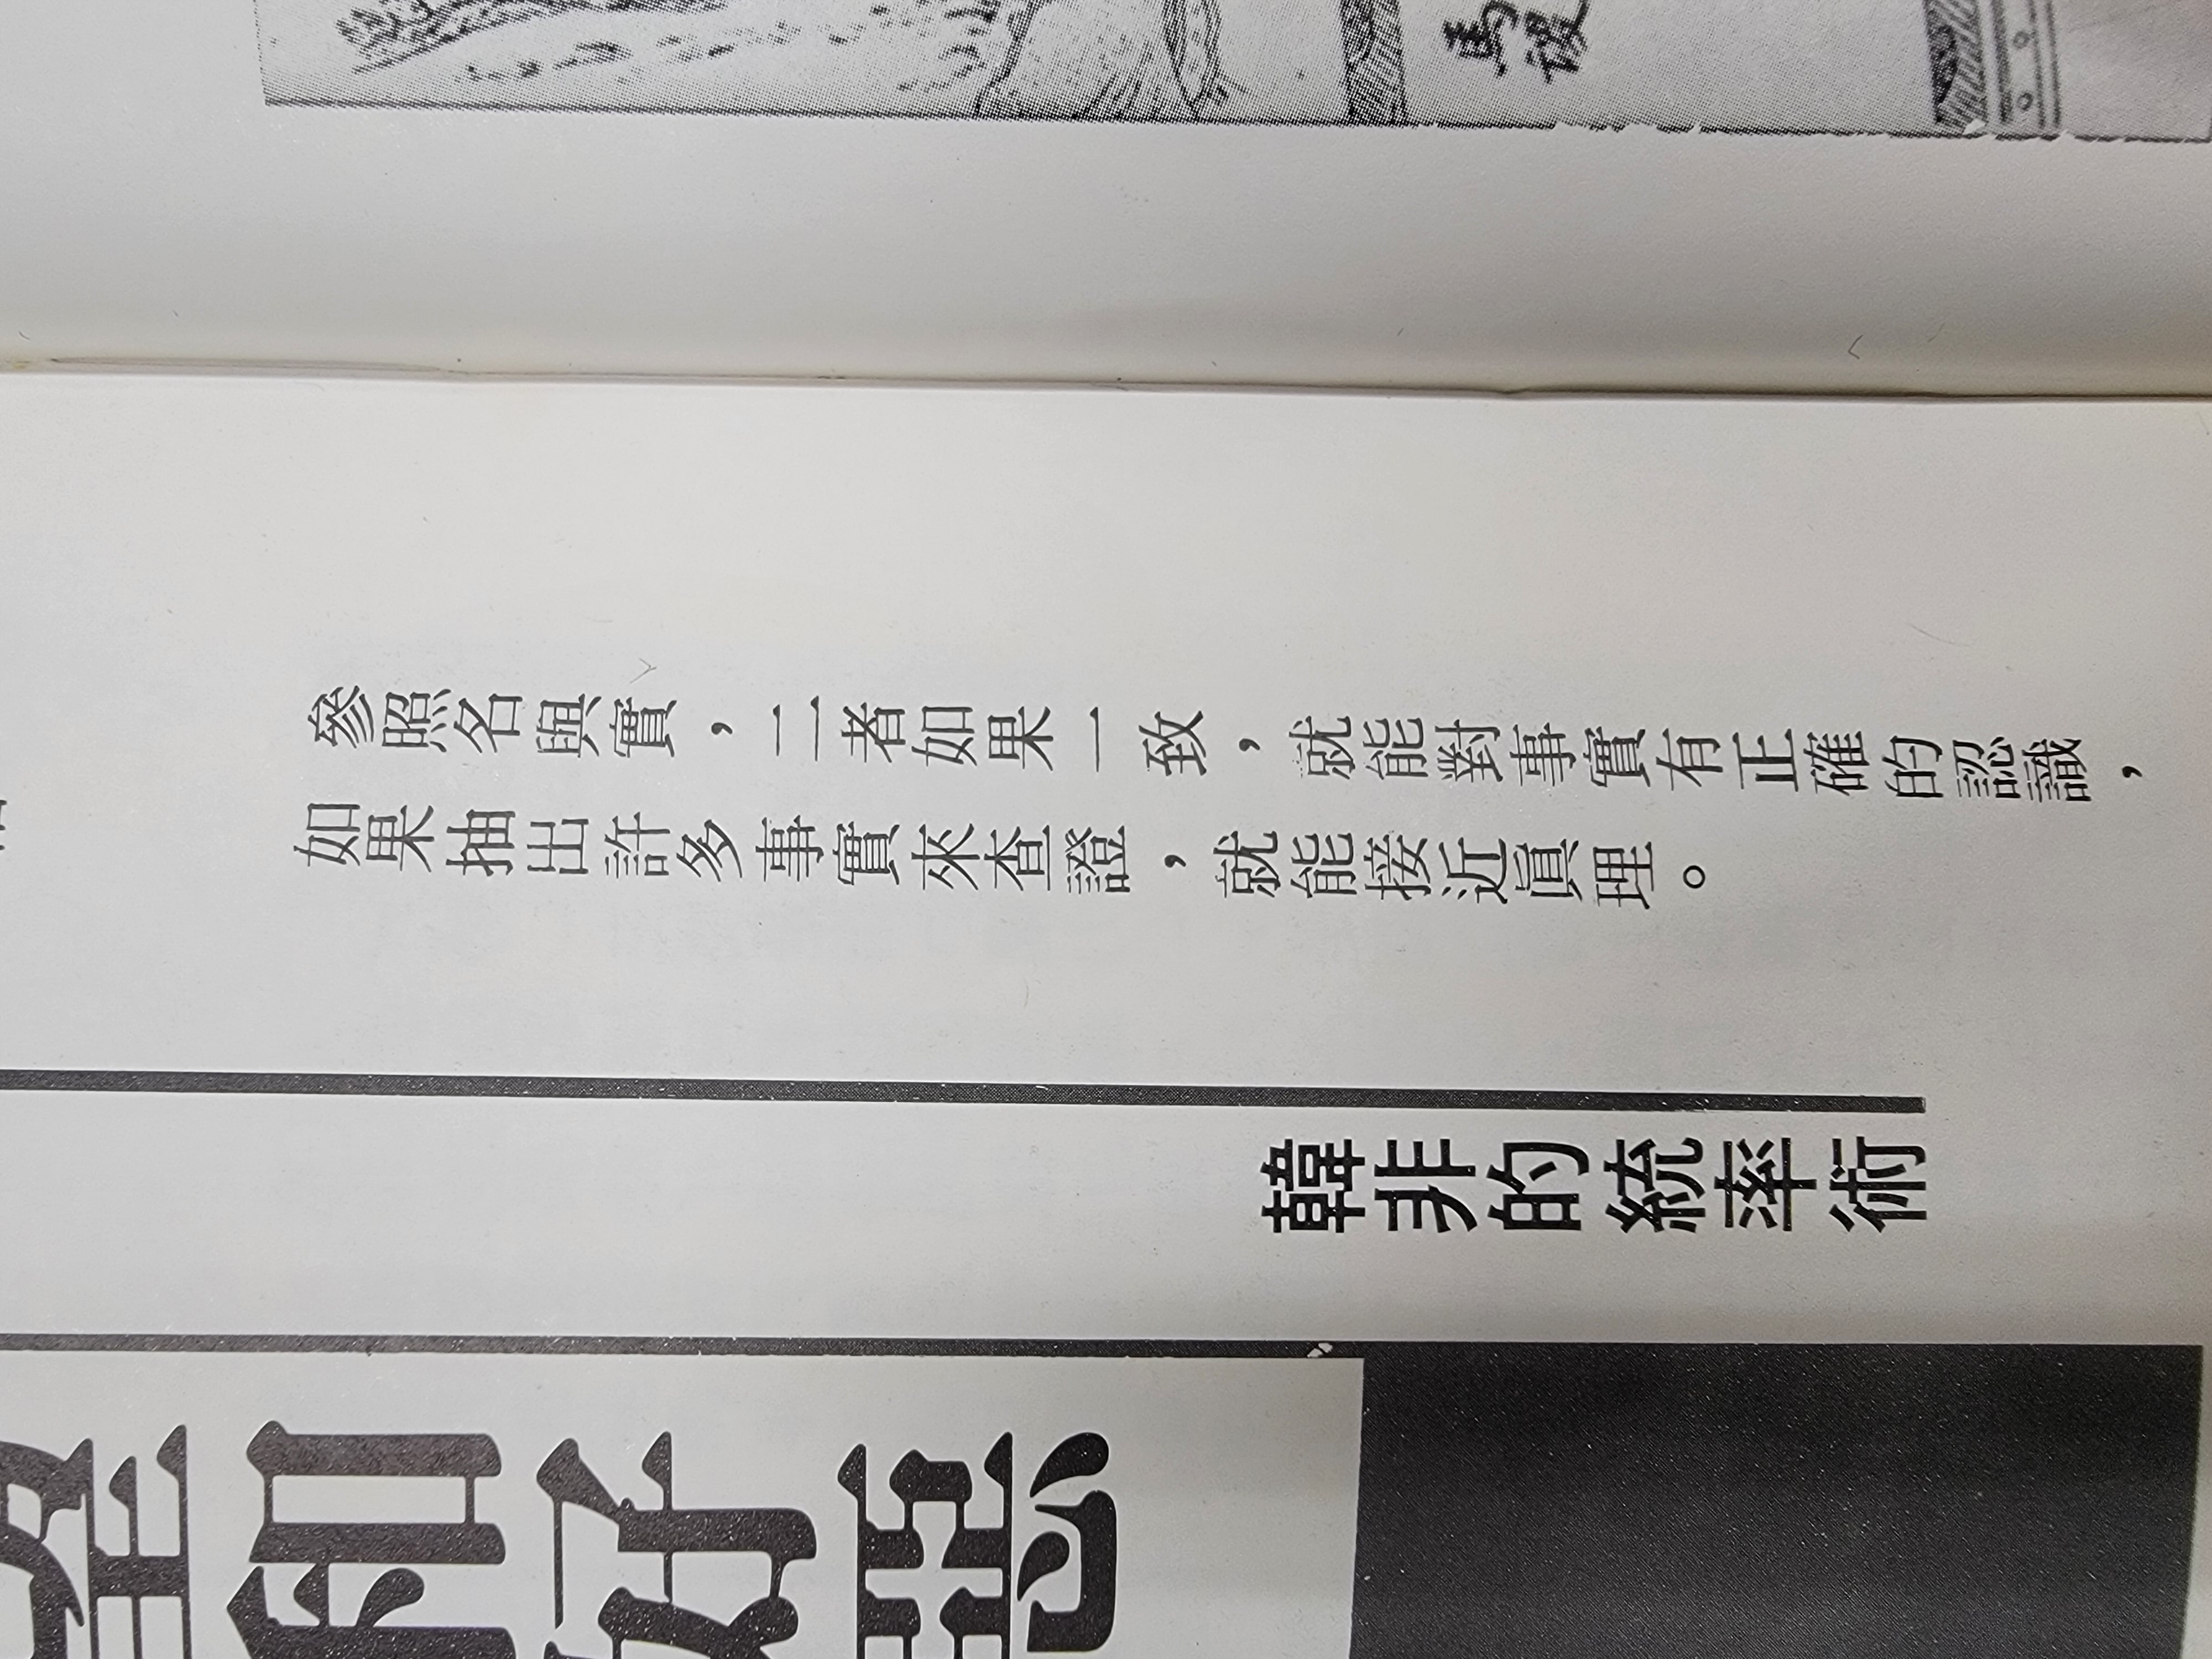 馬謖
參照名與實，二者如果一致，就能對事實有正確的認識，
如果抽出許多事實來查證，就能接近眞理。
韓非的統率術
望和好惡